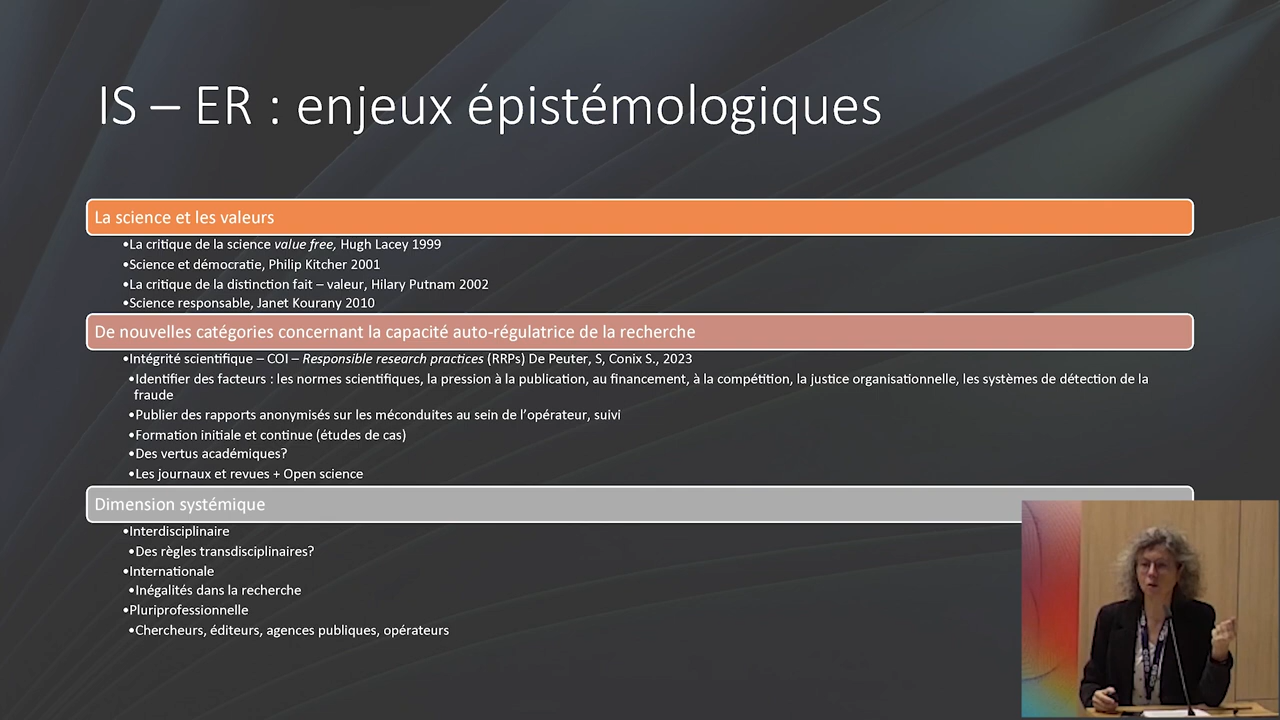 IS – ER : enjeux épistémologiques
La science et les valeurs
•La critique de la science value free, Hugh Lacey 1999
•Science et démocratie, Philip Kitcher 2001
•La critique de la distinction fait – valeur, Hilary Putnam 2002
•Science responsable, Janet Kourany 2010
De nouvelles catégories concernant la capacité auto-régulatrice de la recherche
•Intégrité scientifique – COI – Responsible research practices (RRPs) De Peuter, S, Conix S., 2023
•Identifier des facteurs : les normes scientifiques, la pression à la publication, au financement, à la compétition, la justice organisationnelle, les systèmes de détection de la
fraude
•Publier des rapports anonymisés sur les méconduites au sein de l'opérateur, suivi
•Formation initiale et continue (études de cas)
•Des vertus académiques?
•Les journaux et revues + Open science
Dimension systémique
•Interdisciplinaire
•Des règles transdisciplinaires?
•Internationale
•Inégalités dans la recherche
•Pluriprofessionnelle
•Chercheurs, éditeurs, agences publiques, opérateurs